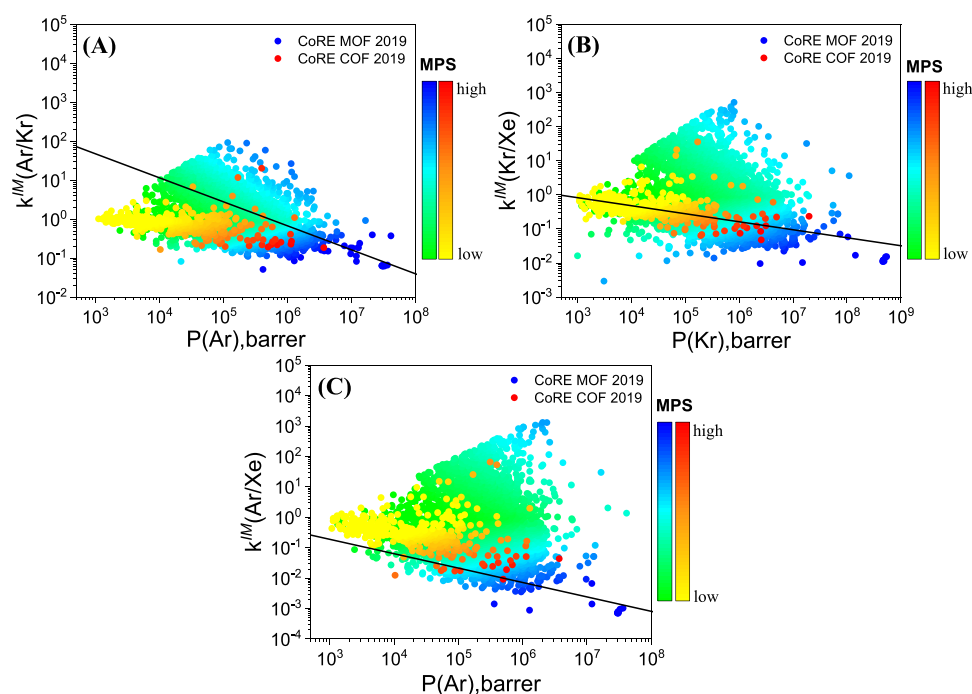 (A)
CoRE MOF 2019
CoRE COF 2019
MPS
high
low
10^5
10^4
10^3
10^2
10^1
10^0
10^-1
10^-2
k^IM(Ar/Kr)
10^3 10^4 10^5 10^6 10^7 10^8
P(Ar),barrer
(B)
CoRE MOF 2019
CoRE COF 2019
MPS
high
low
10^5
10^4
10^3
10^2
10^1
10^0
10^-1
10^-2
10^-3
k^IM(Kr/Xe)
10^3 10^4 10^5 10^6 10^7 10^8 10^9
P(Kr),barrer
(C)
CoRE MOF 2019
CoRE COF 2019
MPS
high
low
10^5
10^4
10^3
10^2
10^1
10^0
10^-1
10^-2
10^-3
10^-4
k^IM(Ar/Xe)
10^3 10^4 10^5 10^6 10^7 10^8
P(Ar),barrer